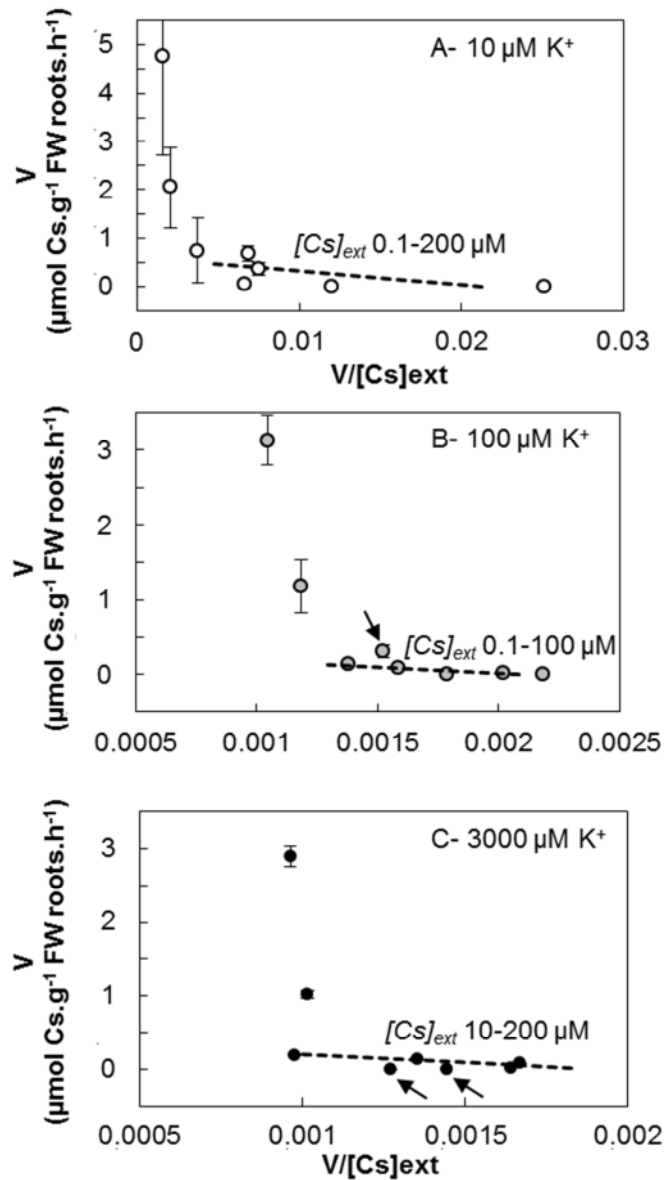 A- 10 µM K⁺
5
4
3
2
1
0
V
(µmol Cs.g⁻¹ FW roots.h⁻¹)
[Cs]ext 0.1-200 µM
0 0.01 0.02 0.03
V/[Cs]ext
B- 100 µM K⁺
3
2
1
0
V
(µmol Cs.g⁻¹ FW roots.h⁻¹)
[Cs]ext 0.1-100 µM
0.0005 0.001 0.0015 0.002 0.0025
C- 3000 µM K⁺
3
2
1
0
V
(µmol Cs.g⁻¹ FW roots.h⁻¹)
[Cs]ext 10-200 µM
0.0005 0.001 0.0015 0.002
V/[Cs]ext